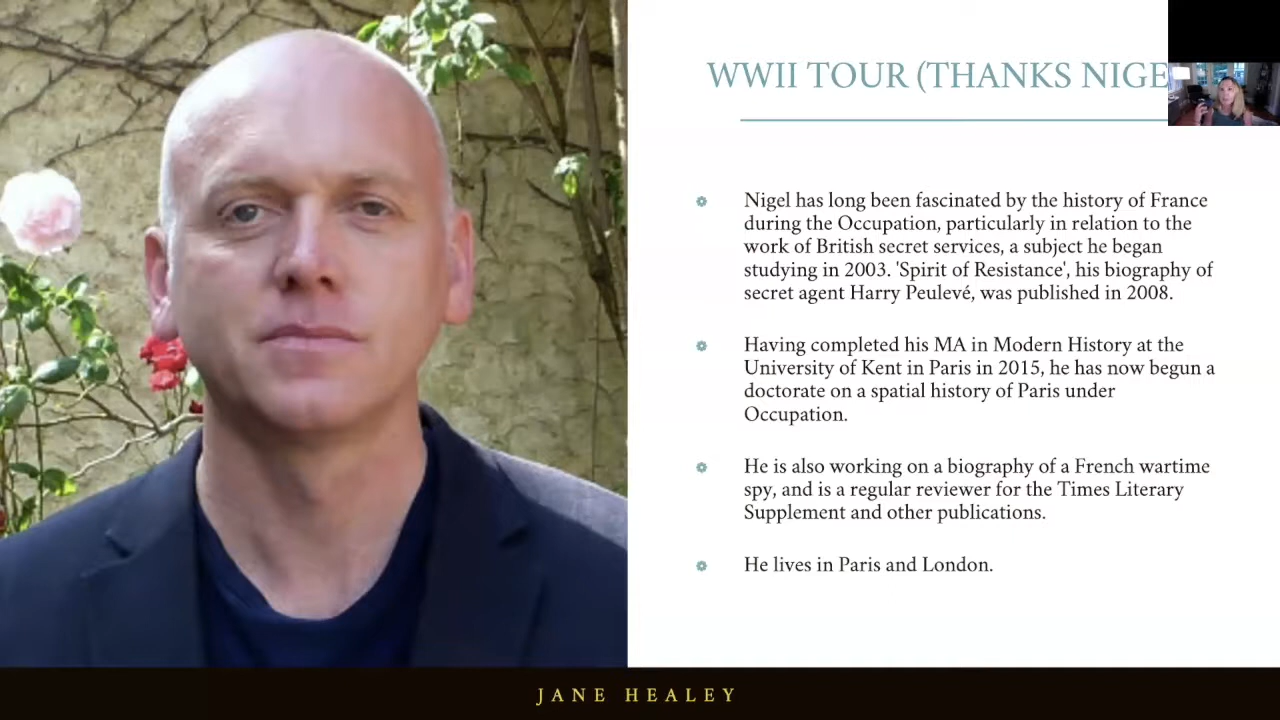 WWII TOUR (THANKS NIGE
Nigel has long been fascinated by the history of France
during the Occupation, particularly in relation to the
work of British secret services, a subject he began
studying in 2003. 'Spirit of Resistance', his biography of
secret agent Harry Peulevé, was published in 2008.
Having completed his MA in Modern History at the
University of Kent in Paris in 2015, he has now begun a
doctorate on a spatial history of Paris under
Occupation.
He is also working on a biography of a French wartime
spy, and is a regular reviewer for the Times Literary
Supplement and other publications.
He lives in Paris and London.
JANE HEALEY